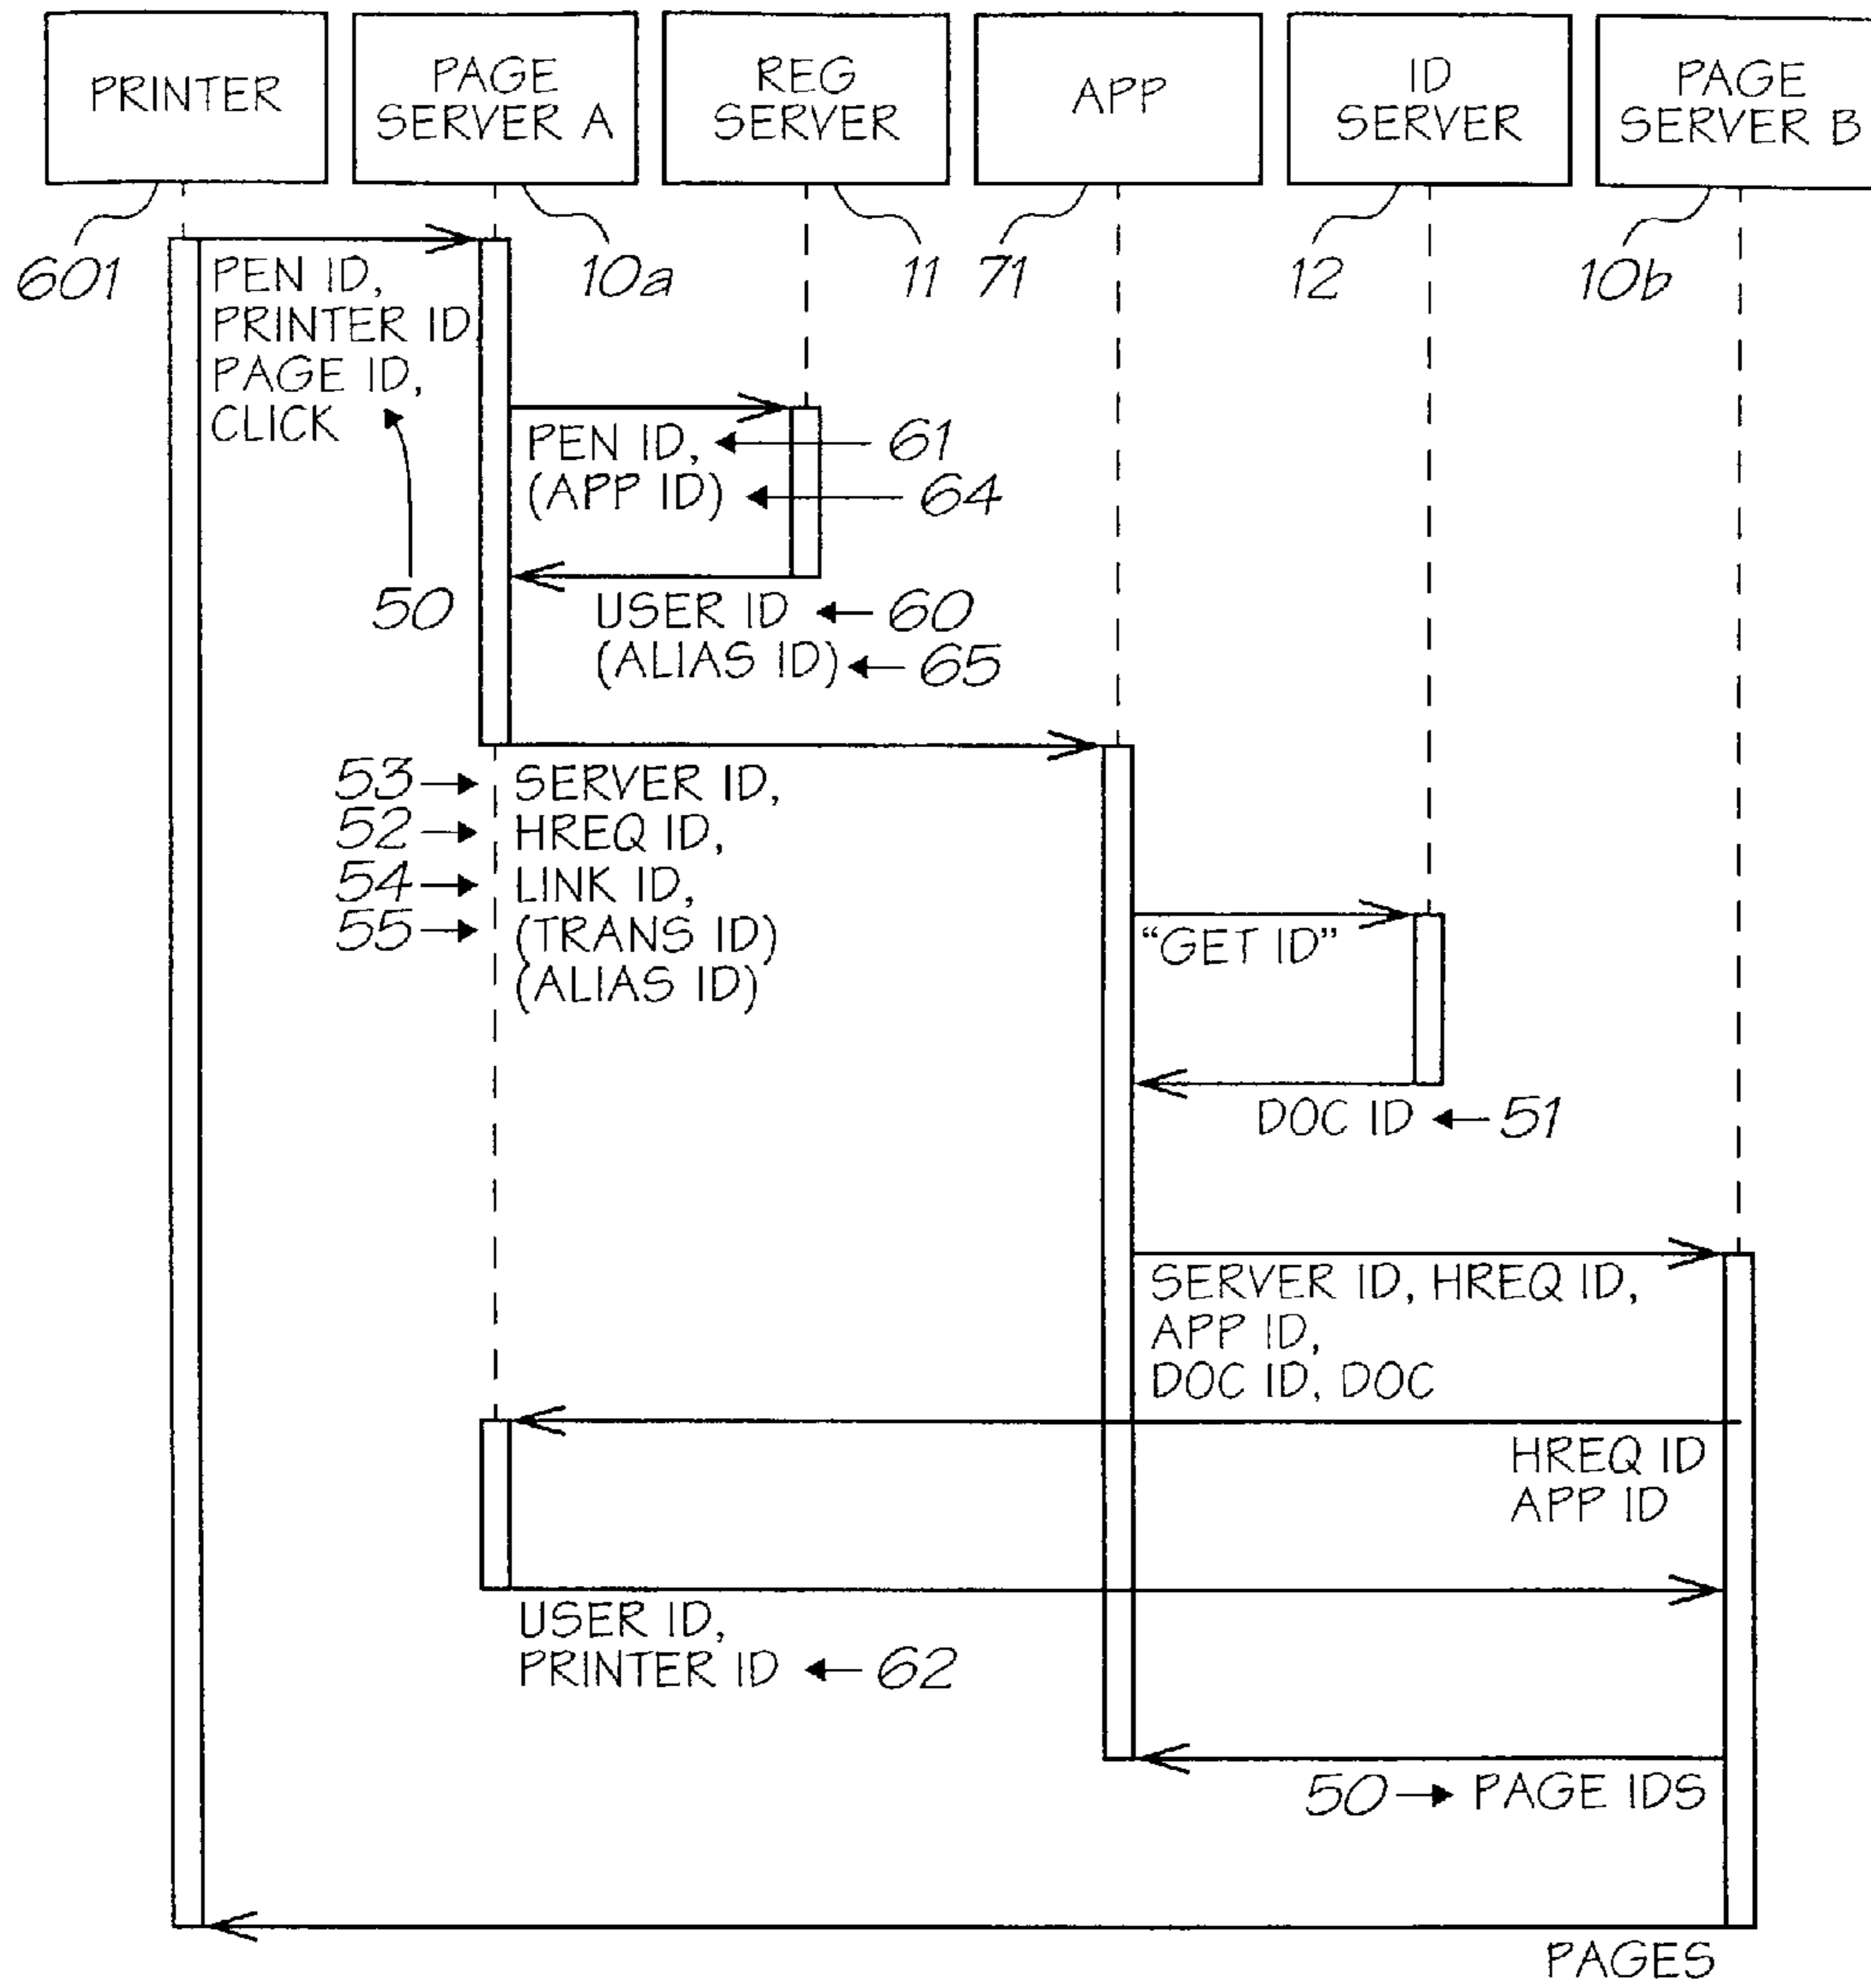 PRINTER
PAGE
SERVER A
REG
SERVER
APP
ID
SERVER
PAGE
SERVER B
601
10a
11
71
12
10b
PEN ID,
PRINTER ID
PAGE ID,
CLICK
50
PEN ID, 61
(APP ID) 64
USER ID 60
(ALIAS ID) 65
53 SERVER ID,
52 HREQ ID,
54 LINK ID,
55 (TRANS ID)
(ALIAS ID)
“GET ID”
DOC ID 51
SERVER ID, HREQ ID,
APP ID,
DOC ID, DOC
HREQ ID
APP ID
USER ID,
PRINTER ID 62
50 PAGE IDS
PAGES